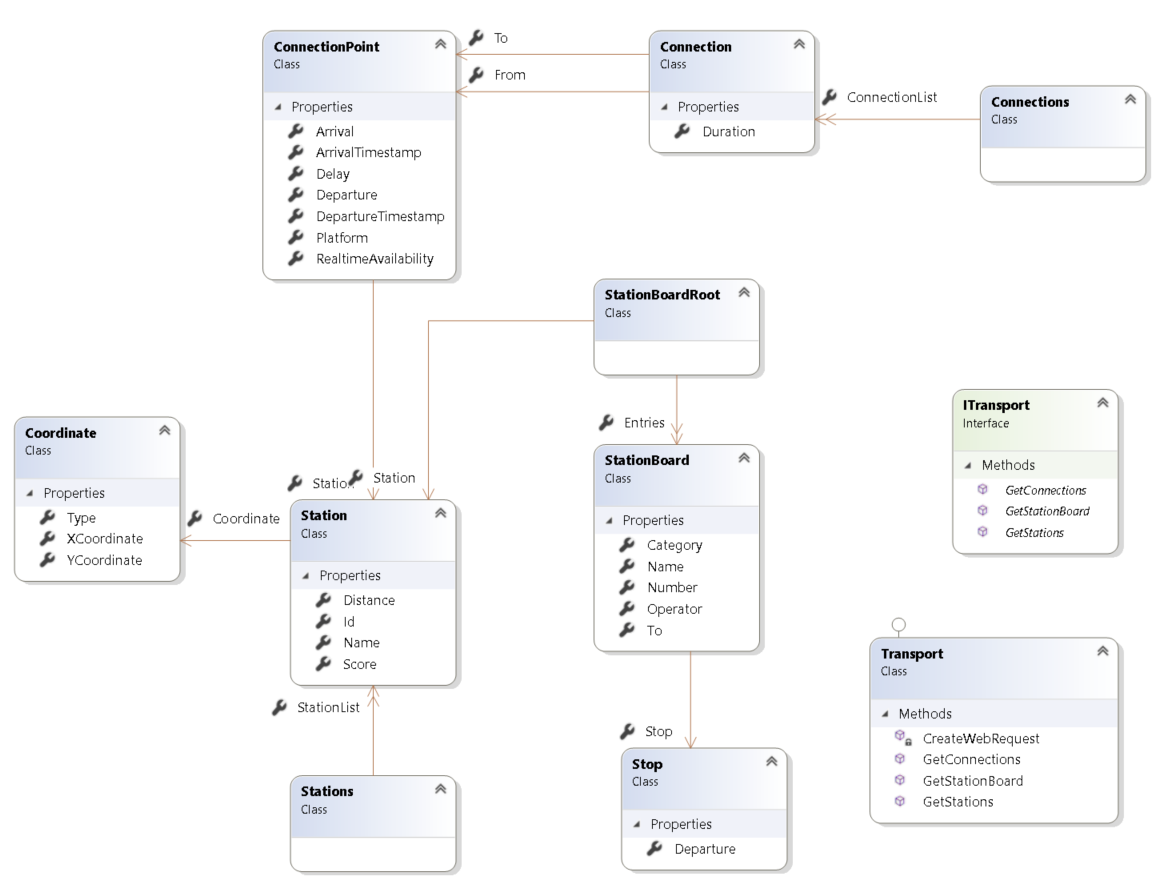 ConnectionPoint
Class
Properties
Arrival
ArrivalTimestamp
Delay
Departure
DepartureTimestamp
Platform
RealtimeAvailability
To
From
Connection
Class
Properties
Duration
ConnectionList
Connections
Class
StationBoardRoot
Class
Entries
Coordinate
Class
Properties
Type
XCoordinate
YCoordinate
Coordinate
Station
Station
Station
Class
Properties
Distance
Id
Name
Score
StationList
Stations
Class
StationBoard
Class
Properties
Category
Name
Number
Operator
To
Stop
Stop
Class
Properties
Departure
ITransport
Interface
Methods
GetConnections
GetStationBoard
GetStations
Transport
Class
Methods
CreateWebRequest
GetConnections
GetStationBoard
GetStations